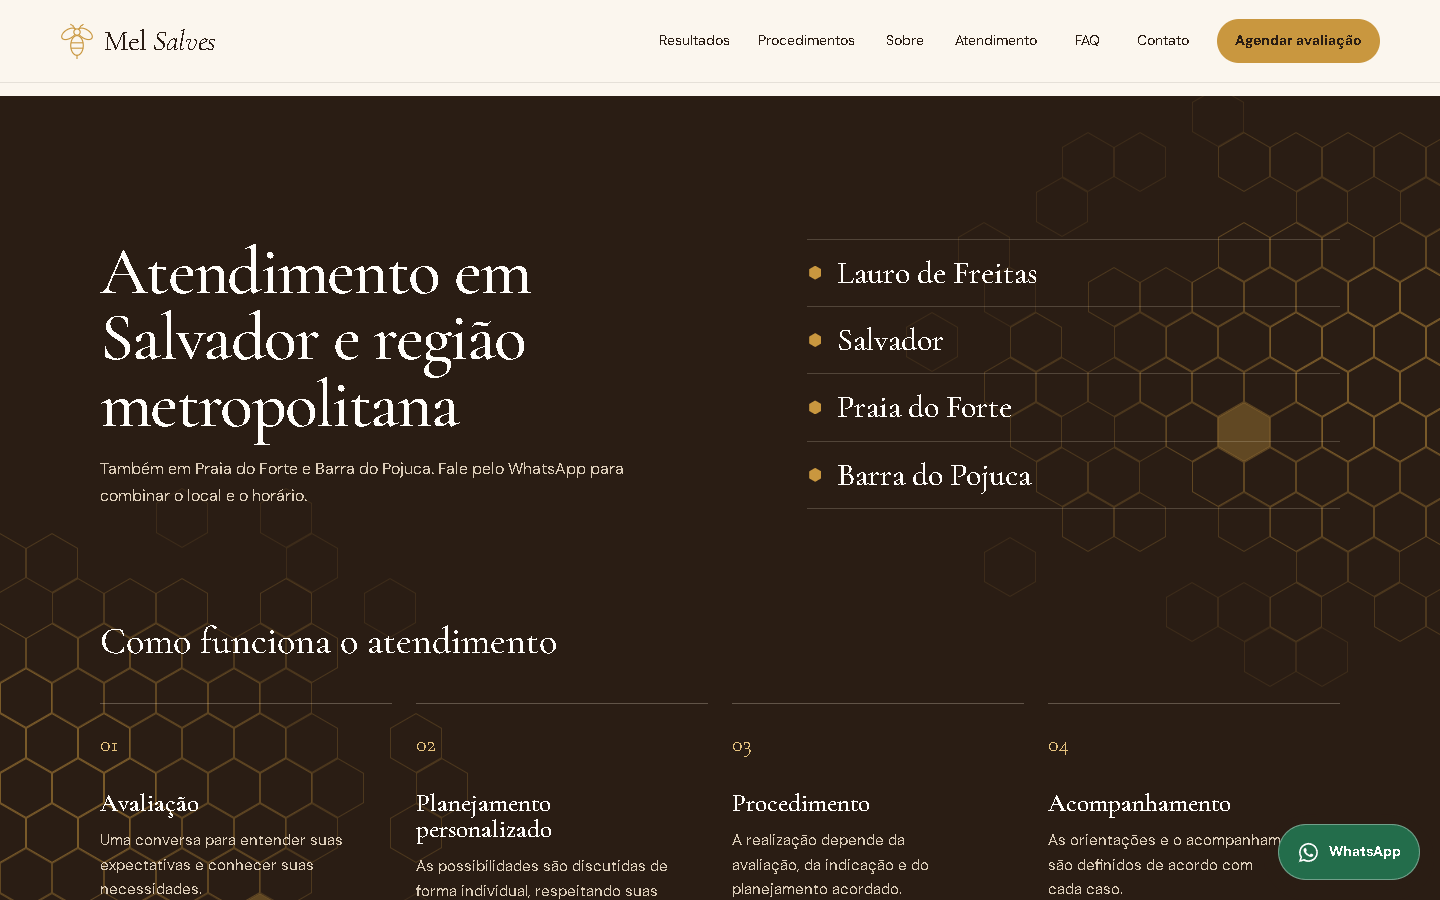 Mel Salves
Resultados
Procedimentos
Sobre
Atendimento
FAQ
Contato
Agendar avaliação
Atendimento em
Salvador e região
metropolitana
Também em Praia do Forte e Barra do Pojuca. Fale pelo WhatsApp para
combinar o local e o horário.
Lauro de Freitas
Salvador
Praia do Forte
Barra do Pojuca
Como funciona o atendimento
01
Avaliação
Uma conversa para entender suas
expectativas e conhecer suas
necessidades.
02
Planejamento
personalizado
As possibilidades são discutidas de
forma individual, respeitando suas
03
Procedimento
A realização depende da
avaliação, da indicação e do
planejamento acordado.
04
Acompanhamento
As orientações e o acompanham
são definidos de acordo com
cada caso.
WhatsApp